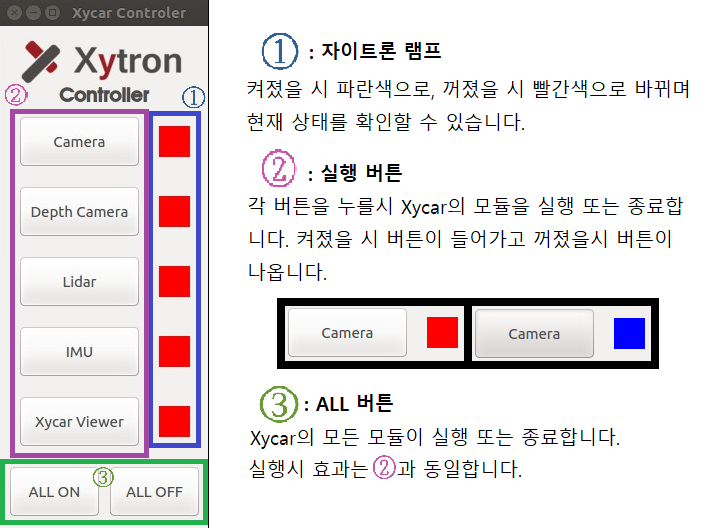 Xycar Controler
Xytron
Controller
②
①
Camera
Depth Camera
Lidar
IMU
Xycar Viewer
③
ALL ON
ALL OFF
① : 자이트론 램프
켜졌을 시 파란색으로, 꺼졌을 시 빨간색으로 바뀌며
현재 상태를 확인할 수 있습니다.
② : 실행 버튼
각 버튼을 누를시 Xycar의 모듈을 실행 또는 종료합
니다. 켜졌을 시 버튼이 들어가고 꺼졌을시 버튼이
나옵니다.
Camera
Camera
③ : ALL 버튼
Xycar의 모든 모듈이 실행 또는 종료합니다.
실행시 효과는 ②과 동일합니다.